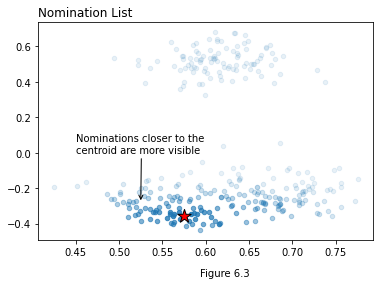 Nomination List
0.6
0.4
0.2
0.0
−0.2
−0.4
Nominations closer to the
centroid are more visible
0.45 0.50 0.55 0.60 0.65 0.70 0.75
Figure 6.3